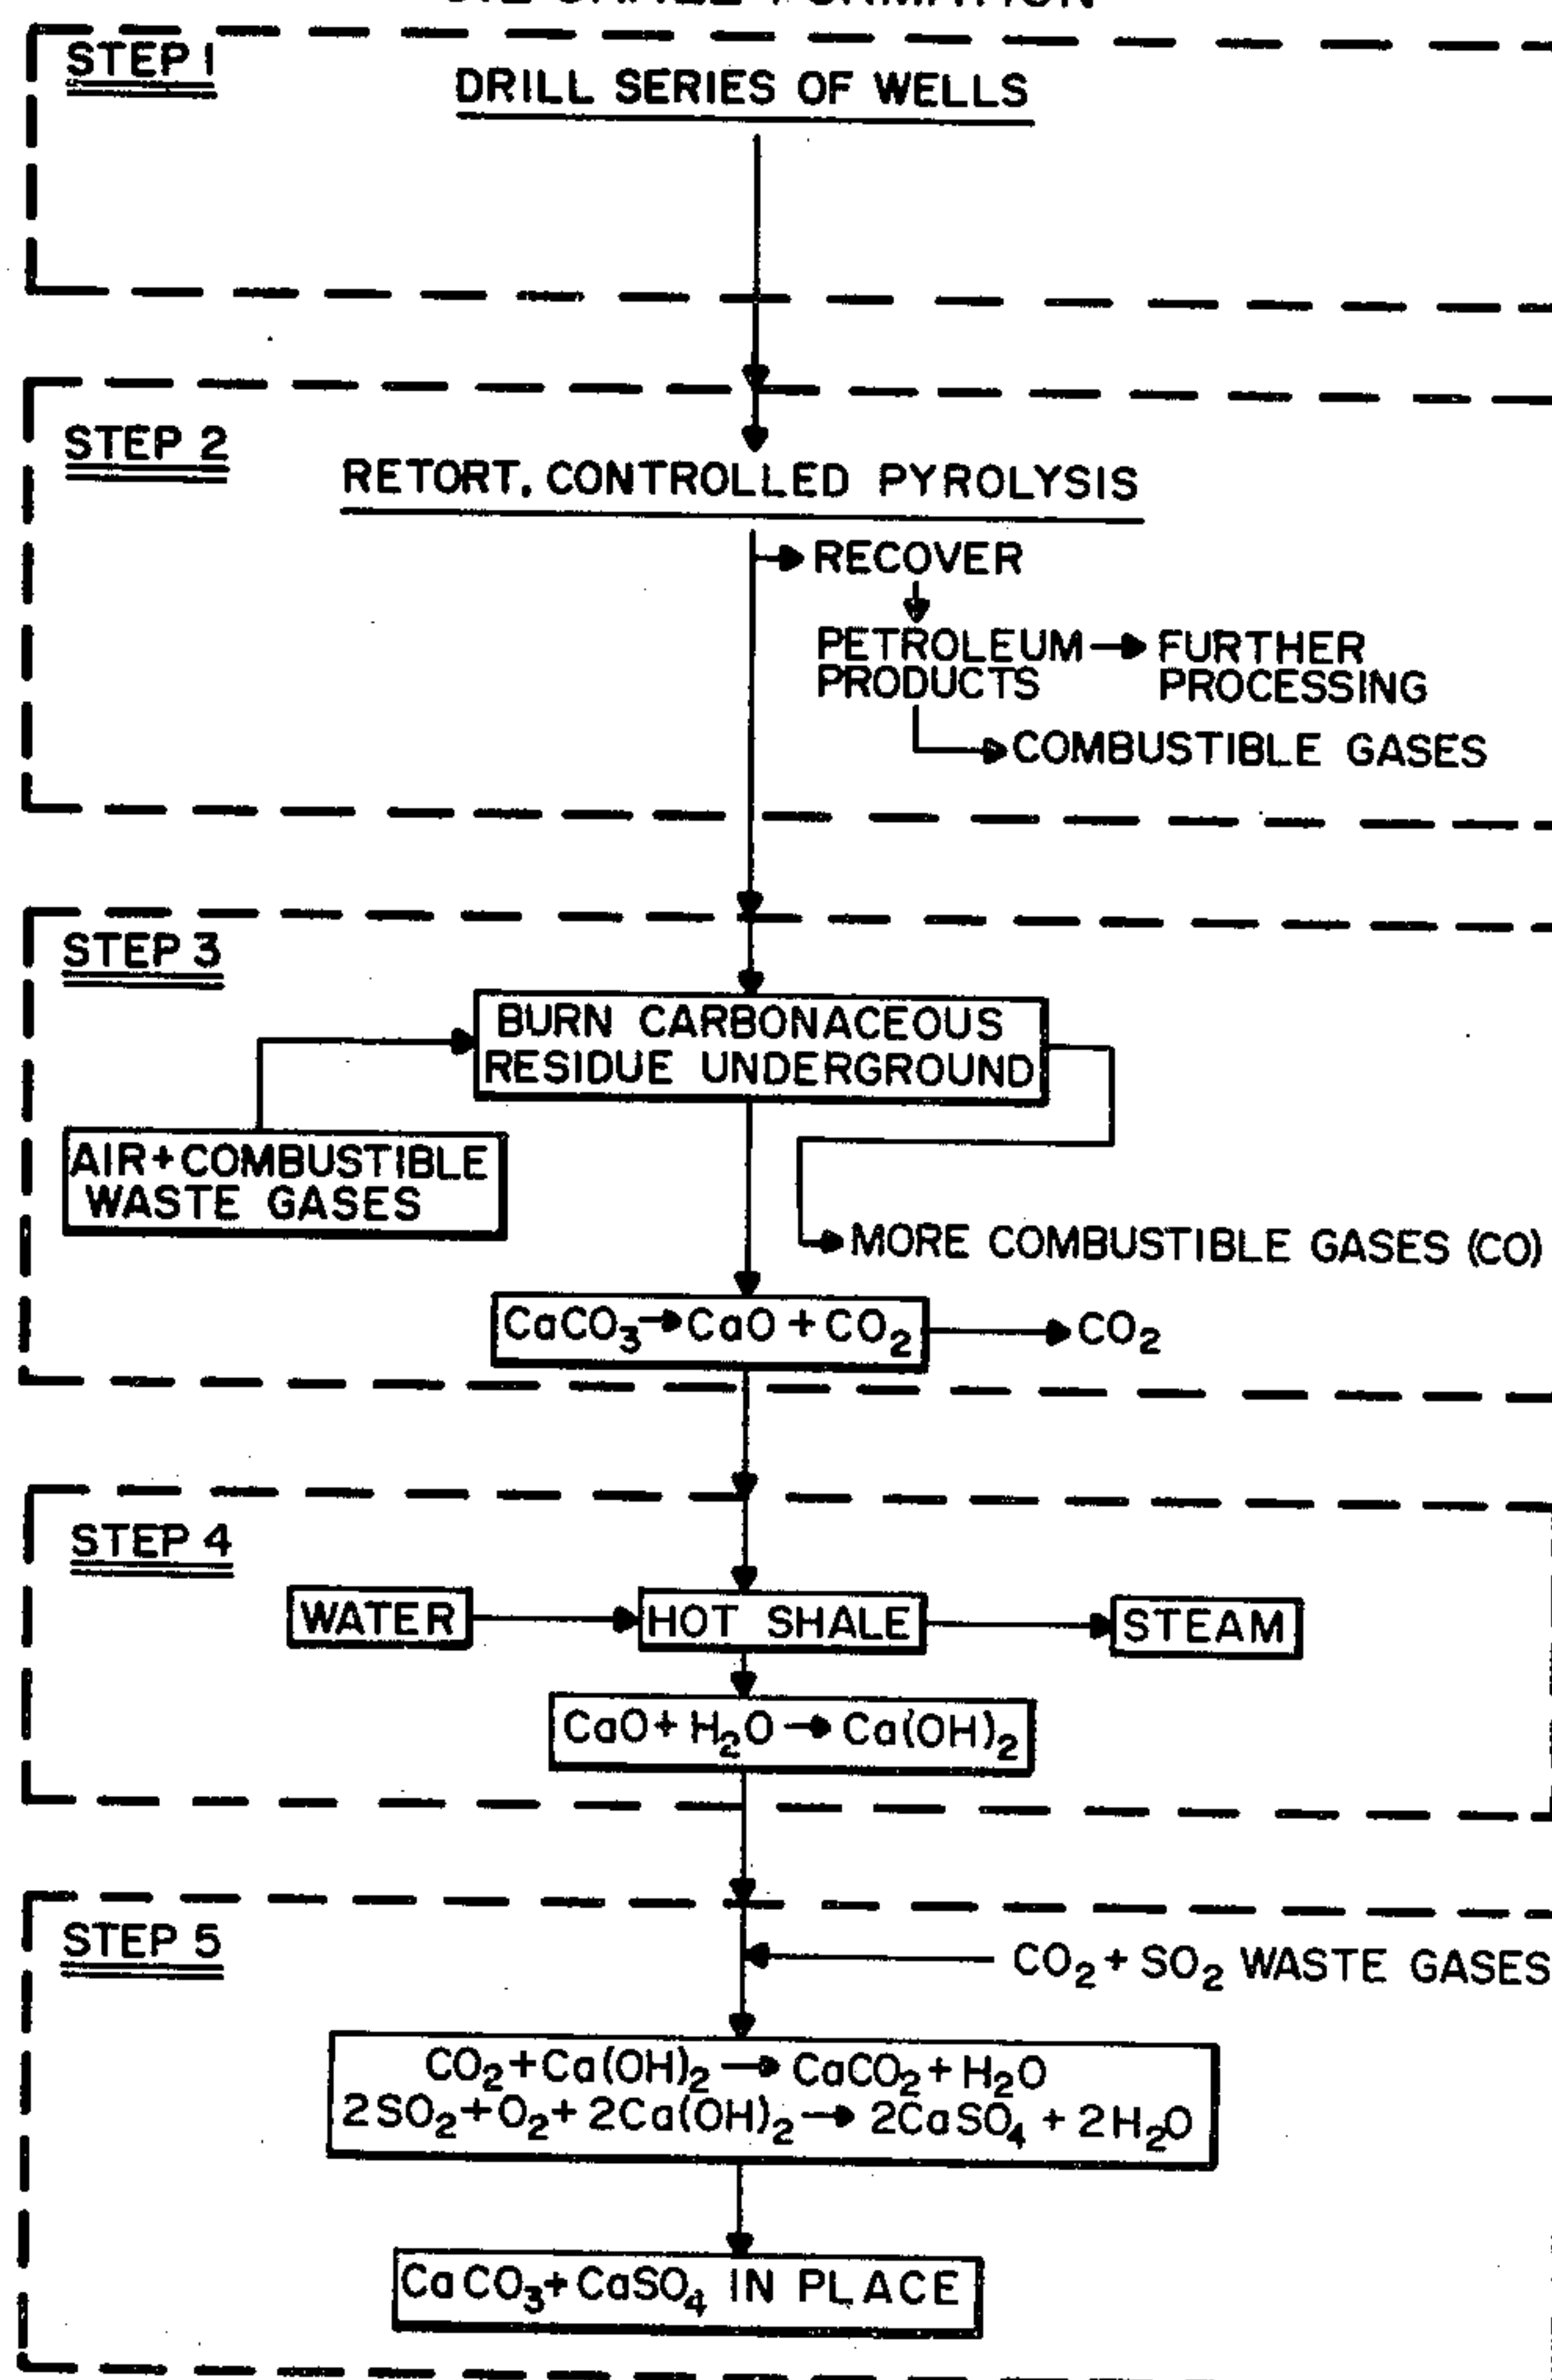 STEP 1
DRILL SERIES OF WELLS
STEP 2
RETORT, CONTROLLED PYROLYSIS
RECOVER
PETROLEUM → FURTHER
PRODUCTS PROCESSING
COMBUSTIBLE GASES
STEP 3
BURN CARBONACEOUS
RESIDUE UNDERGROUND
AIR+COMBUSTIBLE
WASTE GASES
MORE COMBUSTIBLE GASES (CO)
CaCO₃→CaO + CO₂ → CO₂
STEP 4
WATER → HOT SHALE → STEAM
CaO+H₂O → Ca(OH)₂
STEP 5
CO₂+SO₂ WASTE GASES
CO₂+Ca(OH)₂ → CaCO₂+H₂O
2SO₂+O₂+2Ca(OH)₂ → 2CaSO₄ + 2H₂O
CaCO₃+CaSO₄ IN PLACE